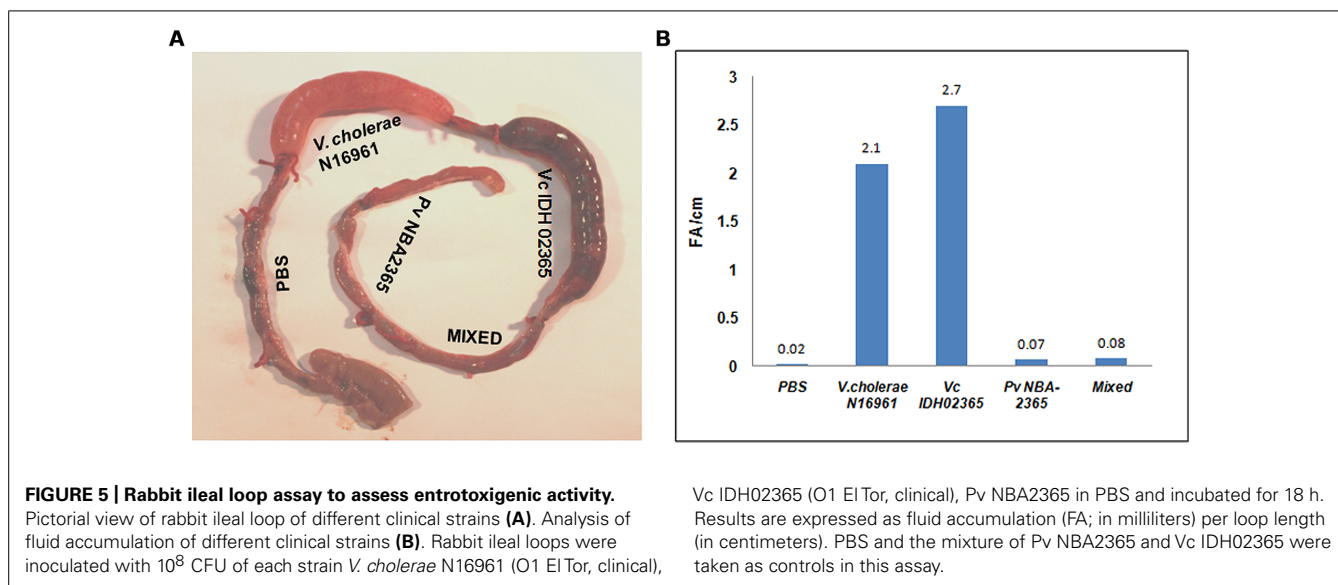 A
V. cholerae
N16961
Vc IDH 02365
Pv NBA2365
PBS
MIXED
B
3
2.5
2
1.5
1
0.5
0
FA/cm
0.02
2.1
2.7
0.07
0.08
PBS
V.cholerae
N16961
Vc
IDH02365
Pv NBA-
2365
Mixed
FIGURE 5 | Rabbit ileal loop assay to assess entrotoxigenic activity.
Pictorial view of rabbit ileal loop of different clinical strains (A). Analysis of
fluid accumulation of different clinical strains (B). Rabbit ileal loops were
inoculated with 10⁸ CFU of each strain V. cholerae N16961 (O1 El Tor, clinical),
Vc IDH02365 (O1 El Tor, clinical), Pv NBA2365 in PBS and incubated for 18 h.
Results are expressed as fluid accumulation (FA; in milliliters) per loop length
(in centimeters). PBS and the mixture of Pv NBA2365 and Vc IDH02365 were
taken as controls in this assay.